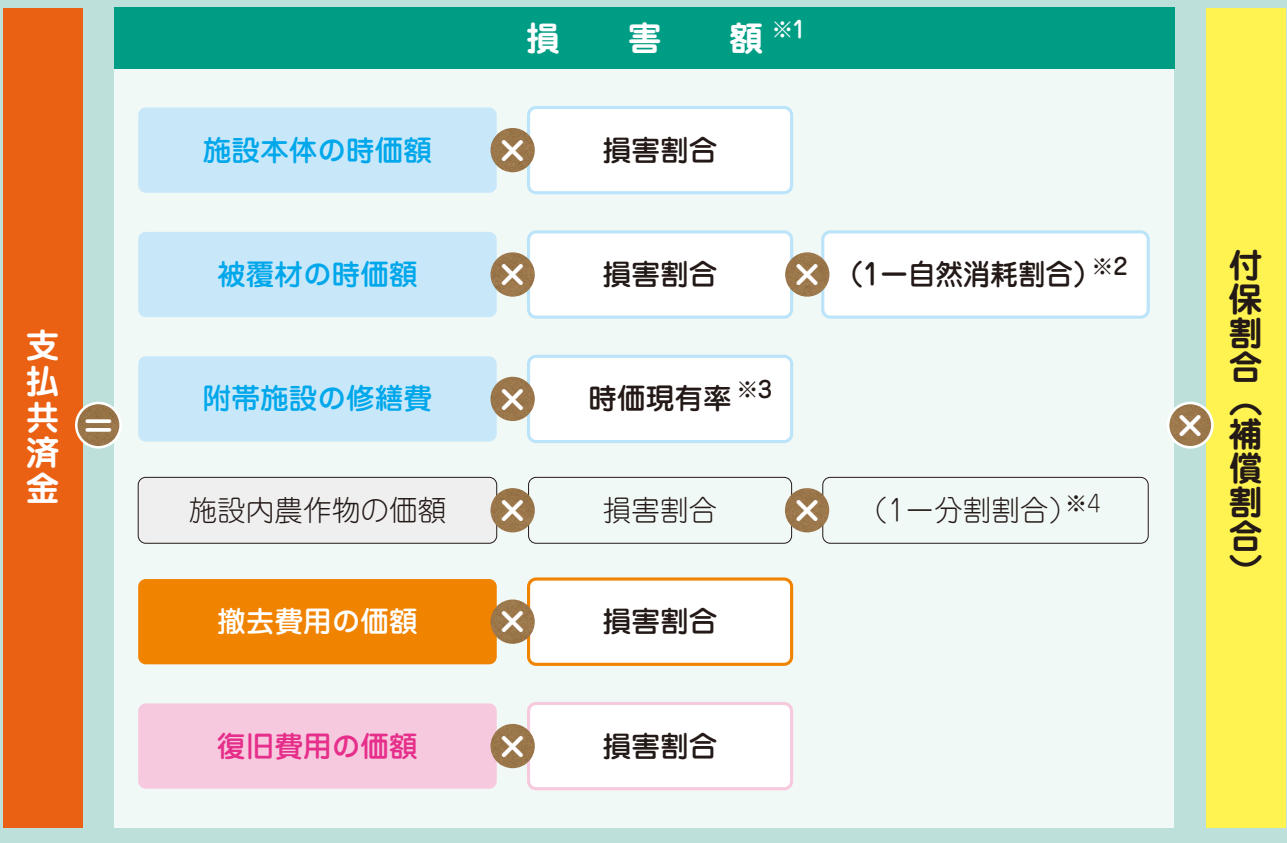 損害額※1
支払共済金
=
施設本体の時価額 × 損害割合
被覆材の時価額 × 損害割合 × (1ー自然消耗割合)※2
附帯施設の修繕費 × 時価現有率※3
施設内農作物の価額 × 損害割合 × (1ー分割割合)※4
撤去費用の価額 × 損害割合
復旧費用の価額 × 損害割合
×
付保割合(補償割合)